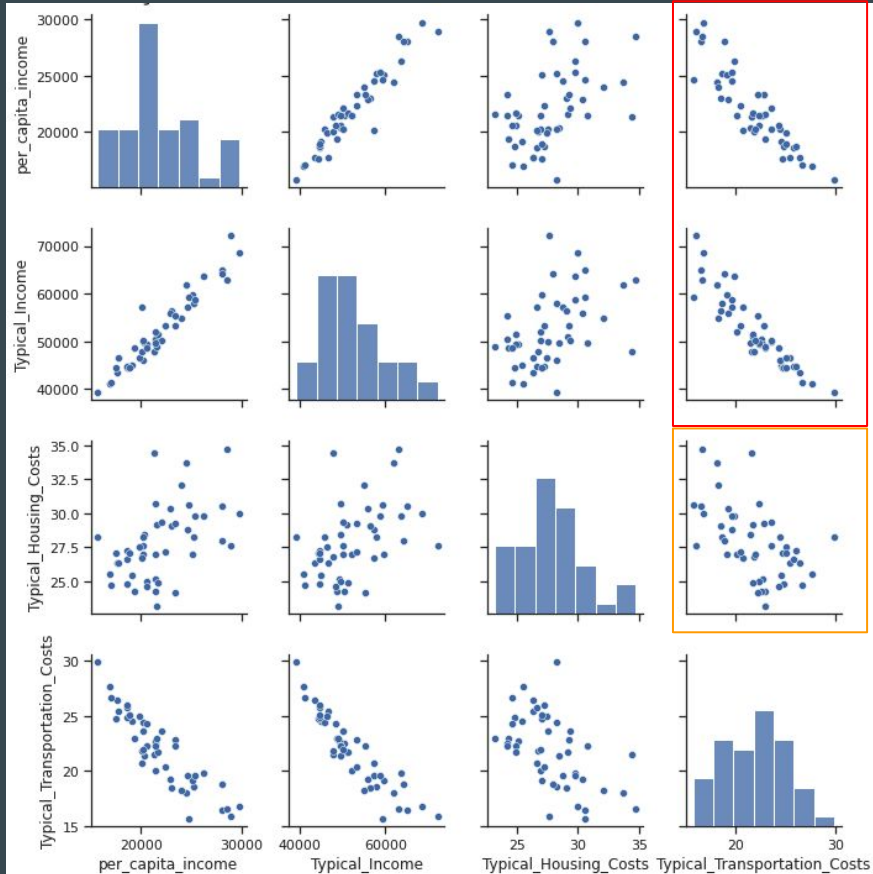 30000
25000
20000
per_capita_income
70000
60000
50000
40000
Typical_Income
35.0
32.5
30.0
27.5
25.0
Typical_Housing_Costs
30
25
20
15
Typical_Transportation_Costs
20000 30000 40000 60000 25 30 35 20 30
per_capita_income Typical_Income Typical_Housing_Costs Typical_Transportation_Costs